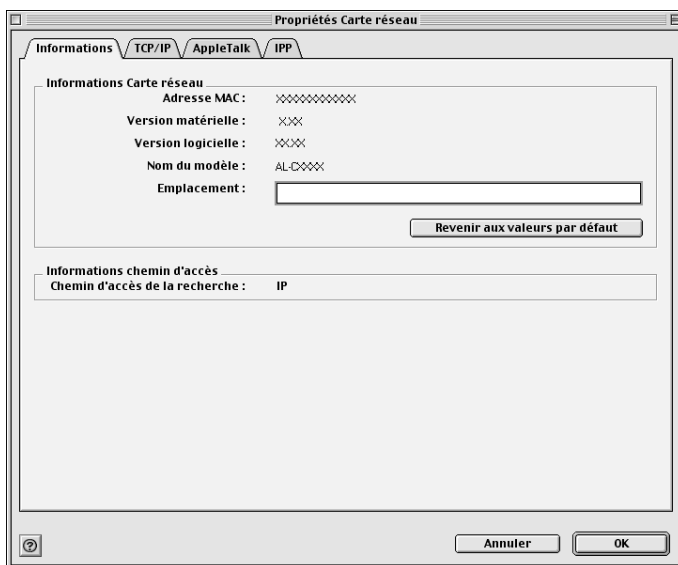 Propriétés Carte réseau
Informations TCP/IP AppleTalk IPP
Informations Carte réseau
Adresse MAC : XXXXXXXXXXXX
Version matérielle : X.XX
Version logicielle : XX.XX
Nom du modèle : AL-CXXXX
Emplacement :
Revenir aux valeurs par défaut
Informations chemin d'accès
Chemin d'accès de la recherche : IP
? Annuler OK